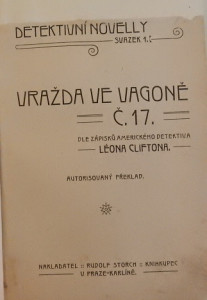 DETEKTIVNÍ NOVELLY
SVAZEK 1.
VRAŽDA VE VAGONĚ
Č. 17.
DLE ZÁPISKŮ AMERICKÉHO DETEKTIVA
LÉONA CLIFTONA.
AUTORISOVANÝ PŘEKLAD.
NAKLADATEL :: RUDOLF STORCH :: KNIHKUPEC
V PRAZE-KARLÍNĚ.